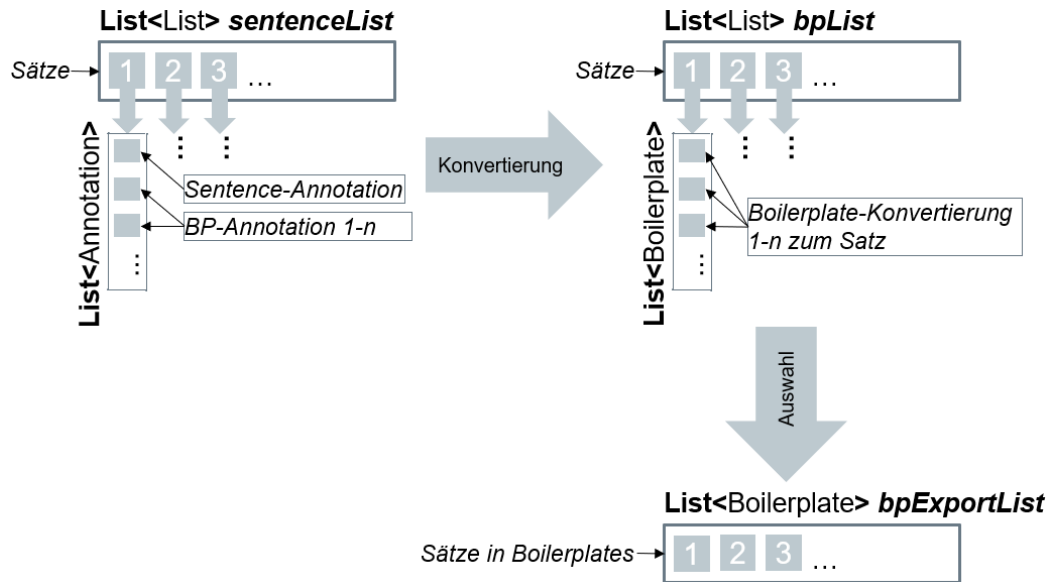 List<List> sentenceList
Sätze
1 2 3 ...
List<Annotation>
...
...
Sentence-Annotation
BP-Annotation 1-n
...
Konvertierung
List<List> bpList
Sätze
1 2 3 ...
List<Boilerplate>
...
...
Boilerplate-Konvertierung
1-n zum Satz
...
Auswahl
List<Boilerplate> bpExportList
Sätze in Boilerplates
1 2 3 ...